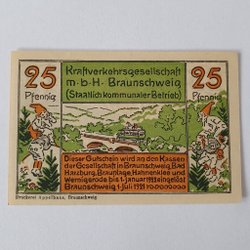 25 Kraftverkehrsgesellschaft 25
Pfennig m·b·H· Braunschweig Pfennig
(Staatlich kommunaler Betrieb)
Dieser Gutschein wird an den Kassen
der Gesellschaft in Braunschweig, Bad
Harzburg, Braunlage, Hahnenklee und
Wernigerode bis 1. Januar 1922 eingelöst
Braunschweig 1. Juli 1921
Druckerei Appelhans, Braunschweig